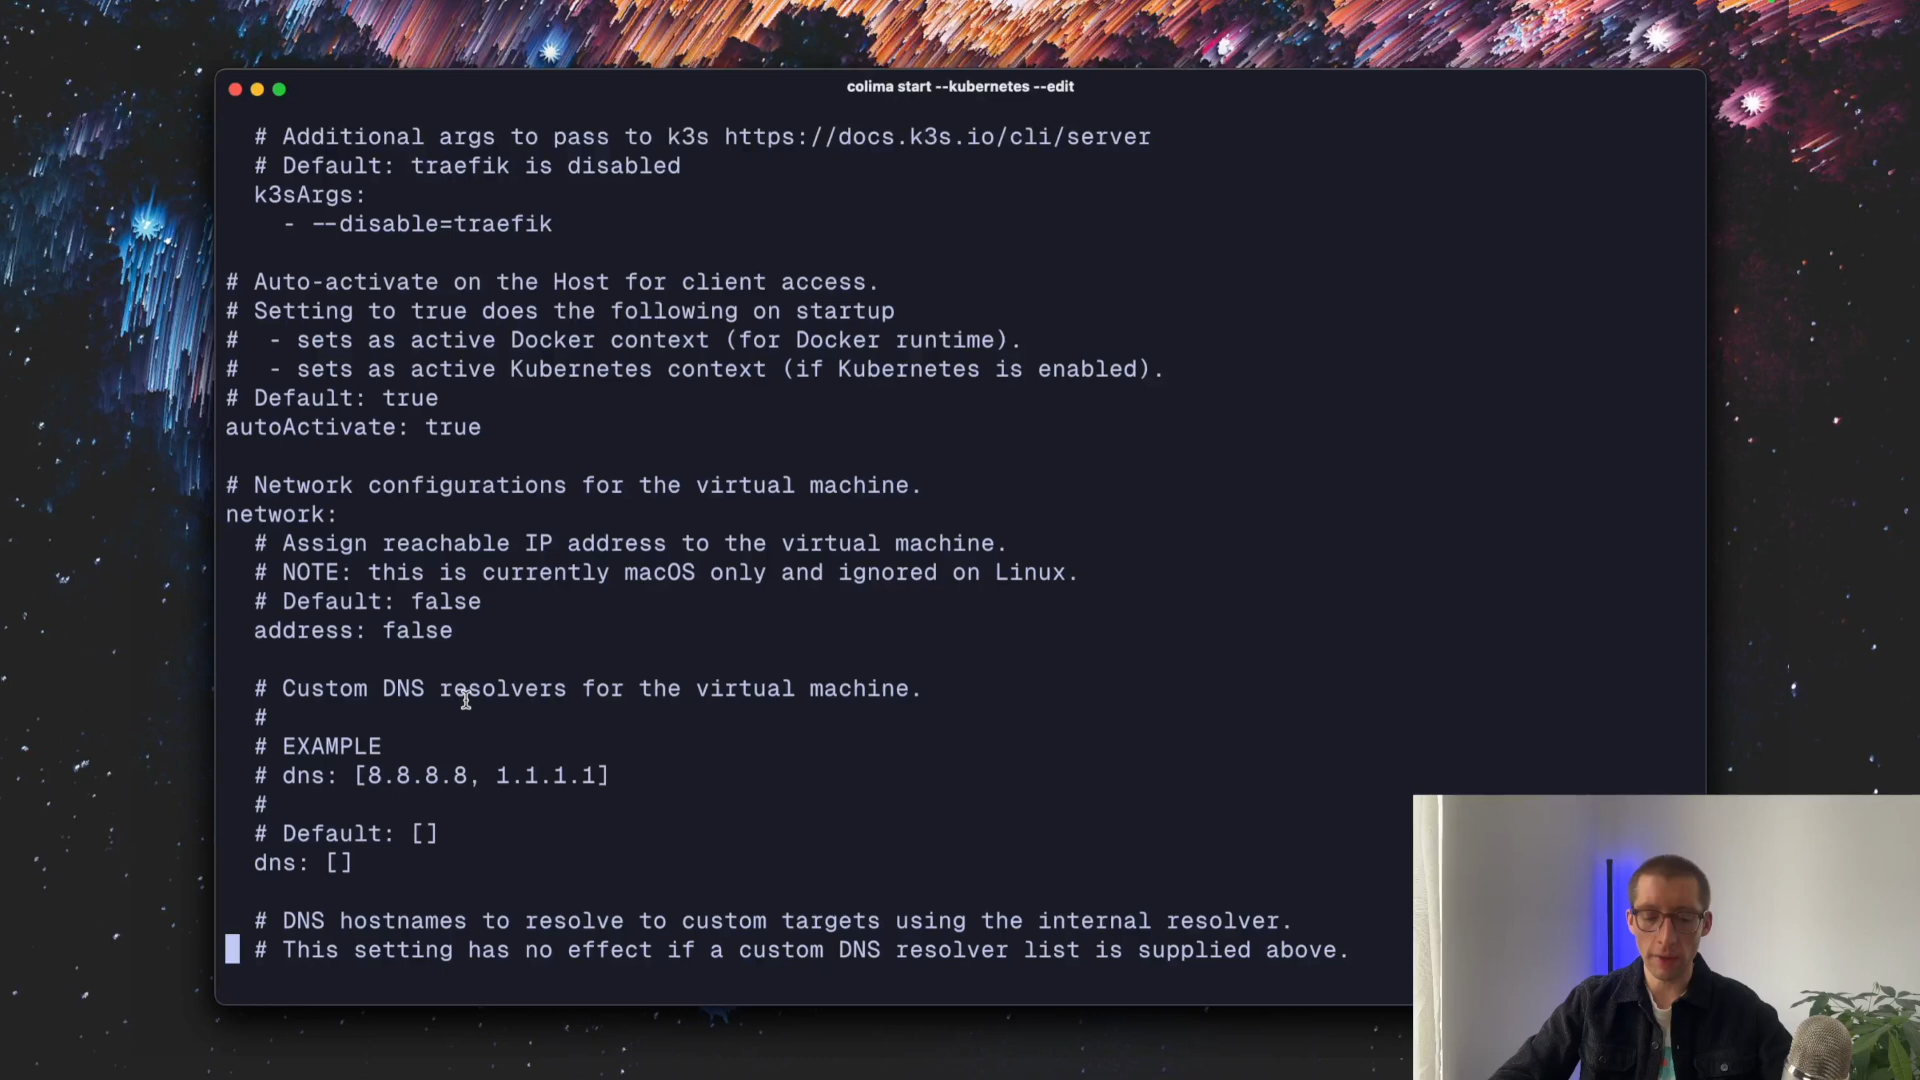 colima start --kubernetes --edit
# Additional args to pass to k3s https://docs.k3s.io/cli/server
# Default: traefik is disabled
k3sArgs:
- --disable=traefik
# Auto-activate on the Host for client access.
# Setting to true does the following on startup
#  - sets as active Docker context (for Docker runtime).
#  - sets as active Kubernetes context (if Kubernetes is enabled).
# Default: true
autoActivate: true
# Network configurations for the virtual machine.
network:
# Assign reachable IP address to the virtual machine.
# NOTE: this is currently macOS only and ignored on Linux.
# Default: false
address: false
# Custom DNS resolvers for the virtual machine.
#
# EXAMPLE
# dns: [8.8.8.8, 1.1.1.1]
#
# Default: []
dns: []
# DNS hostnames to resolve to custom targets using the internal resolver.
# This setting has no effect if a custom DNS resolver list is supplied above.